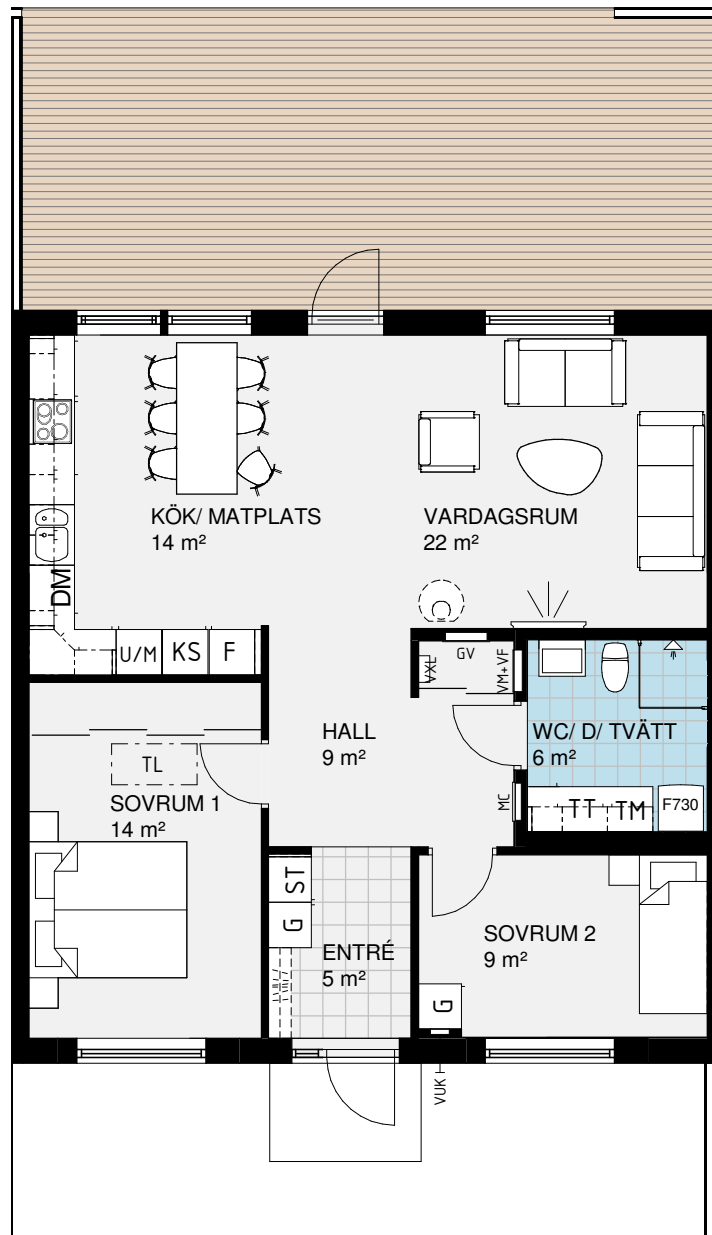 KÖK/ MATPLATS
14 m²
VARDAGSRUM
22 m²
DM
U/M
KS
F
VXL
GV
VM+VF
HALL
9 m²
WC/ D/ TVÄTT
6 m²
TL
SOVRUM 1
14 m²
MC
TT
TM
F730
ST
G
ENTRÉ
5 m²
SOVRUM 2
9 m²
G
VUK